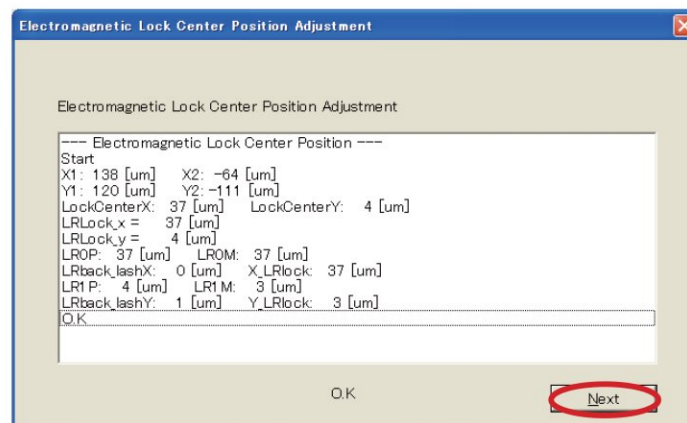 Electromagnetic Lock Center Position Adjustment
Electromagnetic Lock Center Position Adjustment
--- Electromagnetic Lock Center Position ---
Start
X1: 138 [um] X2: -64 [um]
Y1: 120 [um] Y2: -111 [um]
LockCenterX: 37 [um] LockCenterY: 4 [um]
LRLock_x = 37 [um]
LRLock_y = 4 [um]
LR0P: 37 [um] LR0M: 37 [um]
LRback_lashX: 0 [um] X_LRlock: 37 [um]
LR1P: 4 [um] LR1M: 3 [um]
LRback_lashY: 1 [um] Y_LRlock: 3 [um]
O.K
O.K
Next